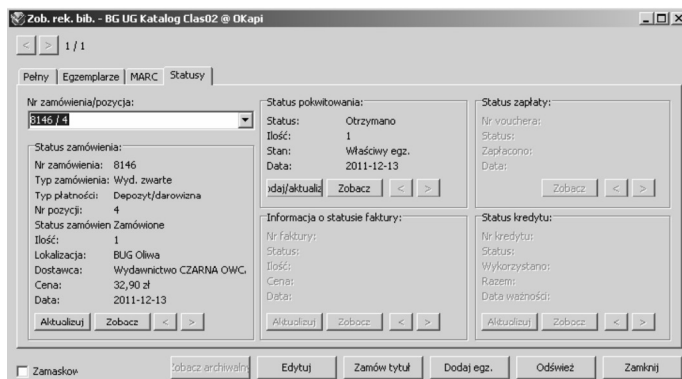 Zob. rek. bib. - BG UG Katalog Clas02 @ OKapi
< > 1 / 1
Pełny Egzemplarze MARC Statusy
Nr zamówienia/pozycja:
8146 / 4
Status zamówienia:
Nr zamówienia: 8146
Typ zamówienia: Wyd. zwarte
Typ płatności: Depozyt/darowizna
Nr pozycji: 4
Status zamówien Zamówione
Ilość: 1
Lokalizacja: BUG Oliwa
Dostawca: Wydawnictwo CZARNA OWC
Cena: 32,90 zł
Data: 2011-12-13
Aktualizuj Zobacz < >
Status pokwitowania:
Status: Otrzymano
Ilość: 1
Stan: Właściwy egz.
Data: 2011-12-13
odaj/aktualiz Zobacz < >
Informacja o statusie faktury:
Nr faktury:
Status:
Ilość:
Cena:
Data:
Aktualizuj Zobacz < >
Status zapłaty:
Nr vouchera:
Status:
Zapłacono:
Data:
Zobacz < >
Status kredytu:
Nr kredytu:
Status:
Wykorzystano:
Razem:
Data ważności:
Aktualizuj Zobacz < >
Zamaskow Zobacz archiwalny Edytuj Zamów tytuł Dodaj egz. Odśwież Zamknij